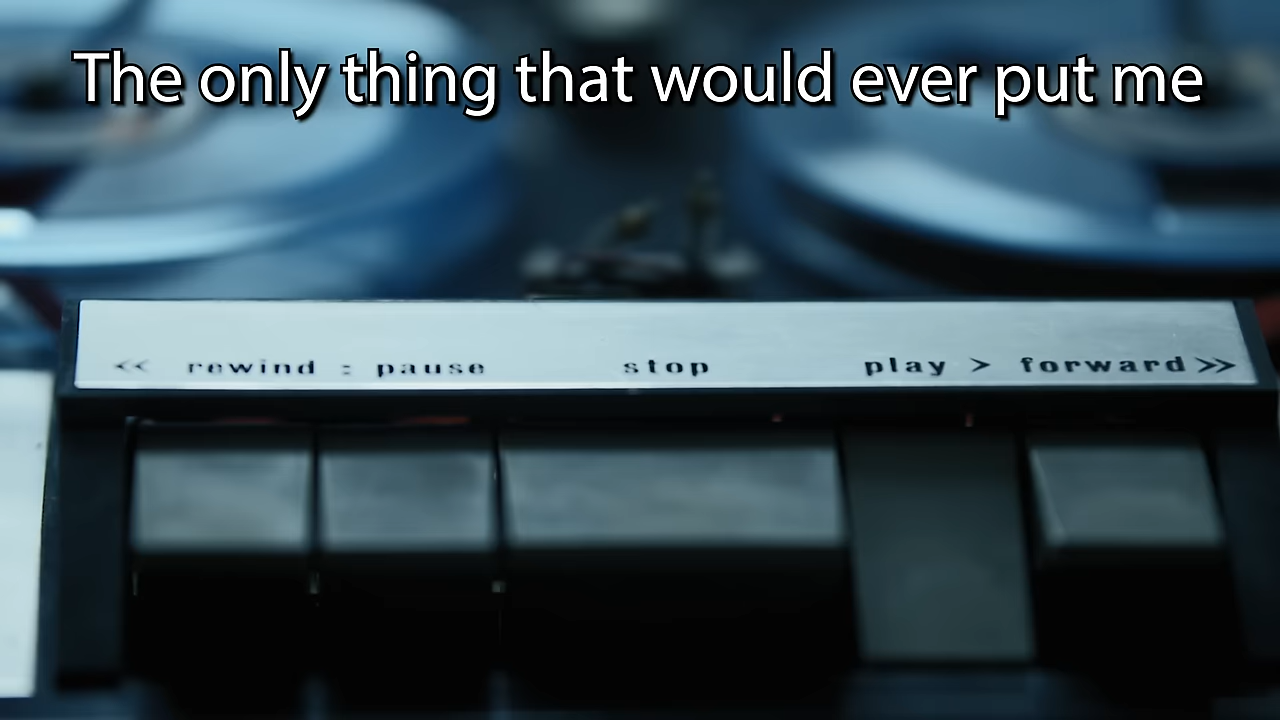 The only thing that would ever put me
<< rewind : pause stop play > forward >>